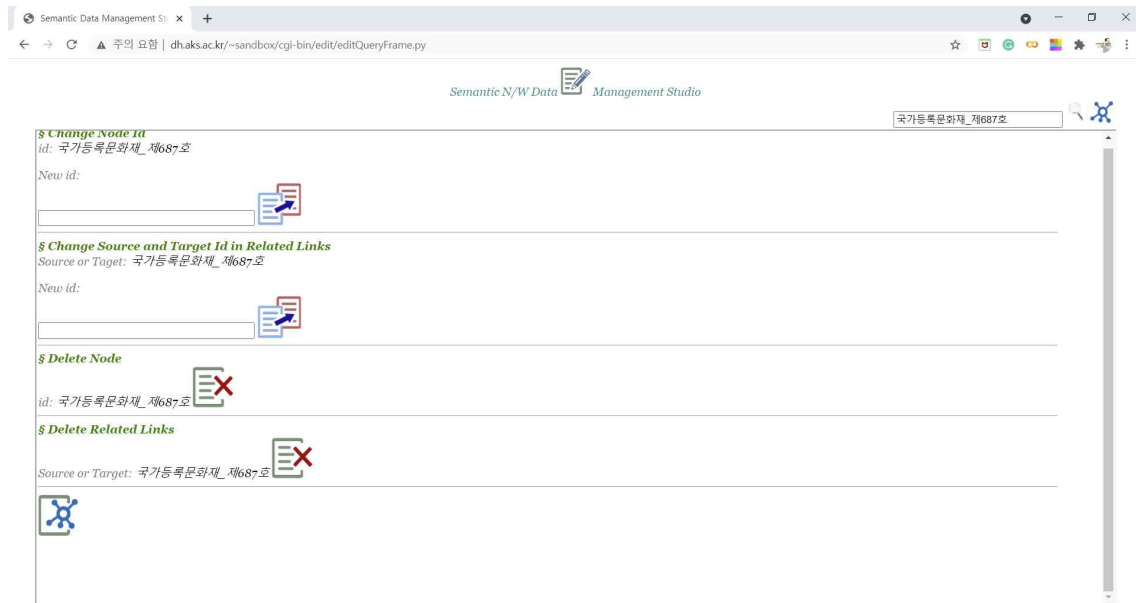 Semantic Data Management St
주의 요함 | dh.aks.ac.kr/~sandbox/cgi-bin/edit/editQueryFrame.py
Semantic N/W Data Management Studio
국가등록문화재_제687호
§ Change Node Id
id: 국가등록문화재_제687호
New id:
§ Change Source and Target Id in Related Links
Source or Taget: 국가등록문화재_제687호
New id:
§ Delete Node
id: 국가등록문화재_제687호
§ Delete Related Links
Source or Target: 국가등록문화재_제687호